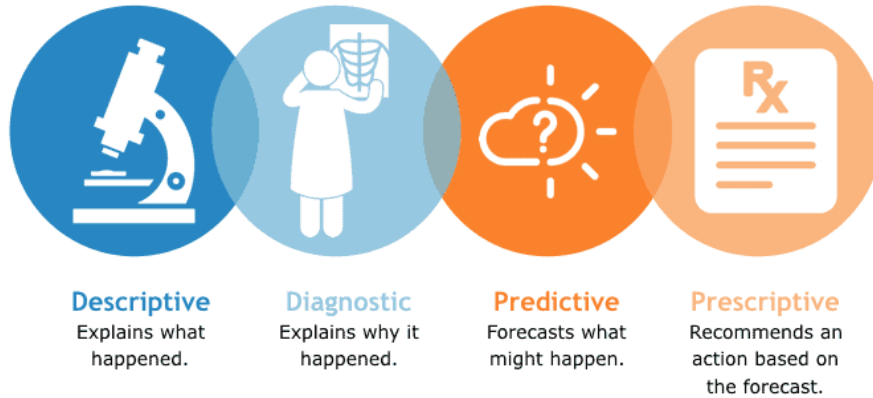 ?
Rx
Descriptive
Explains what
happened.
Diagnostic
Explains why it
happened.
Predictive
Forecasts what
might happen.
Prescriptive
Recommends an
action based on
the forecast.